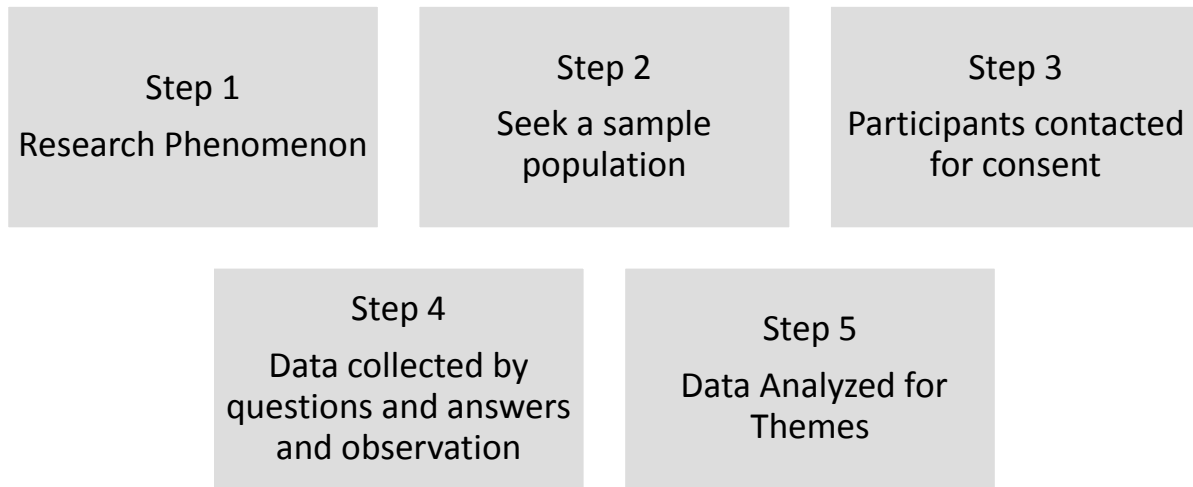 Step 1
Research Phenomenon
Step 2
Seek a sample
population
Step 3
Participants contacted
for consent
Step 4
Data collected by
questions and answers
and observation
Step 5
Data Analyzed for
Themes